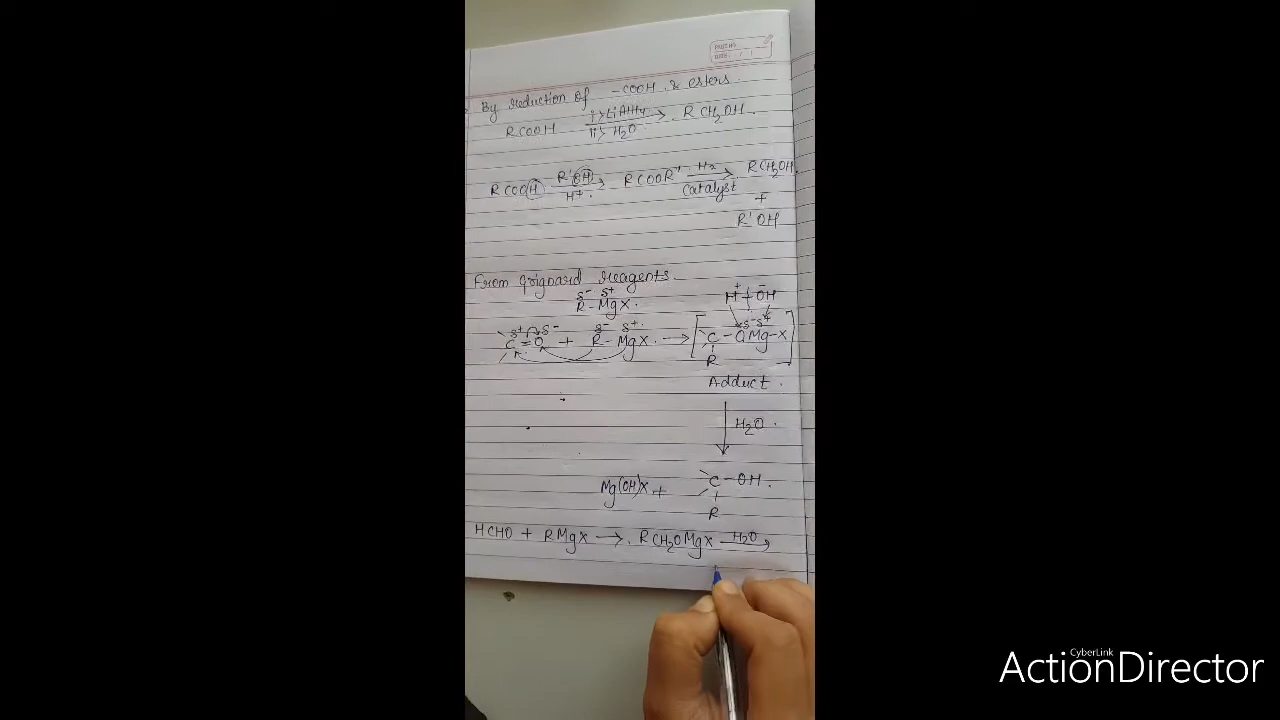 By reduction of -COOH & esters.
RCOOH i> LiAlH4 ii> H2O → RCH2OH.
RCOOH R'OH H+ → RCOOR' H2 Catalyst → RCH2OH
+
R'OH
From Grignard reagents.
δ- δ+
R-MgX.
H+ + OH-
δ+ δ- δ- δ+ δ- δ+
C=O + R-MgX → [C-OMg-X]
R
Adduct.
↓ H2O.
Mg(OH)X + C-OH.
R
HCHO + RMgX → RCH2OMgX H2O →
CyberLink
ActionDirector